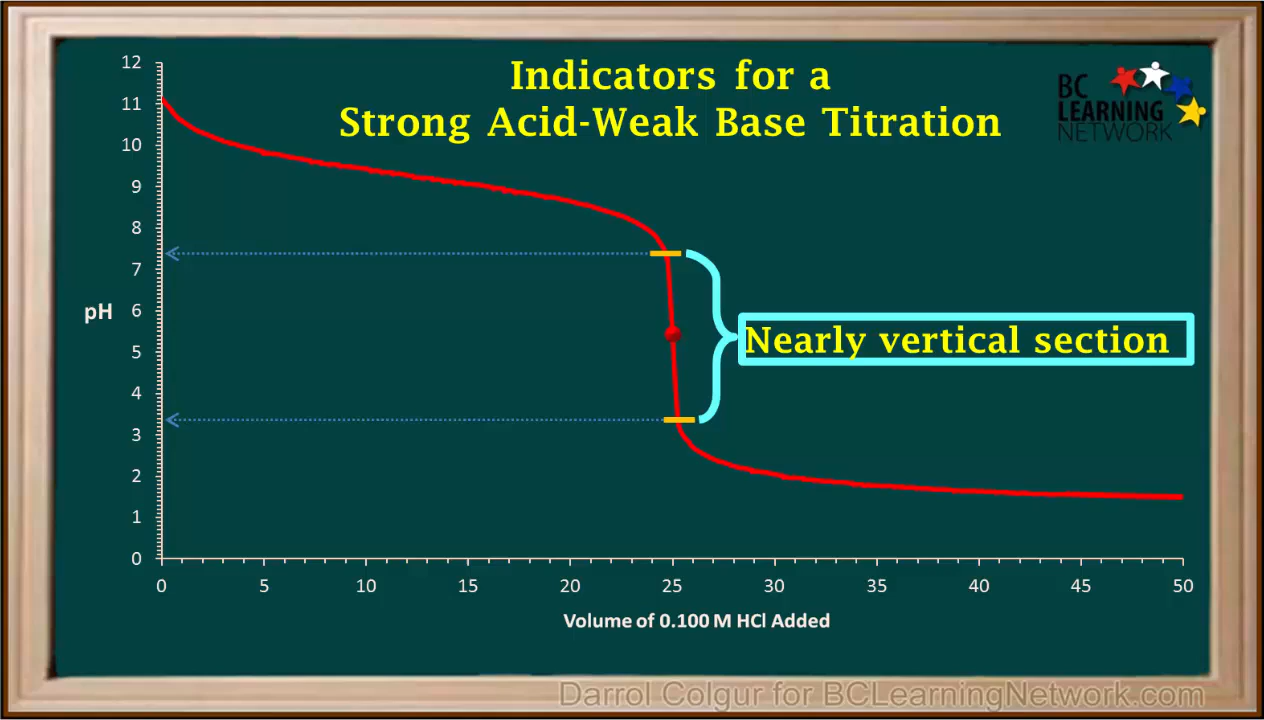 Indicators for a
Strong Acid-Weak Base Titration
BC
LEARNING
NETWORK
12
11
10
9
8
7
6
5
4
3
2
1
0
pH
Nearly vertical section
0 5 10 15 20 25 30 35 40 45 50
Volume of 0.100 M HCl Added
Darrol Colgur for BCLearningNetwork.com